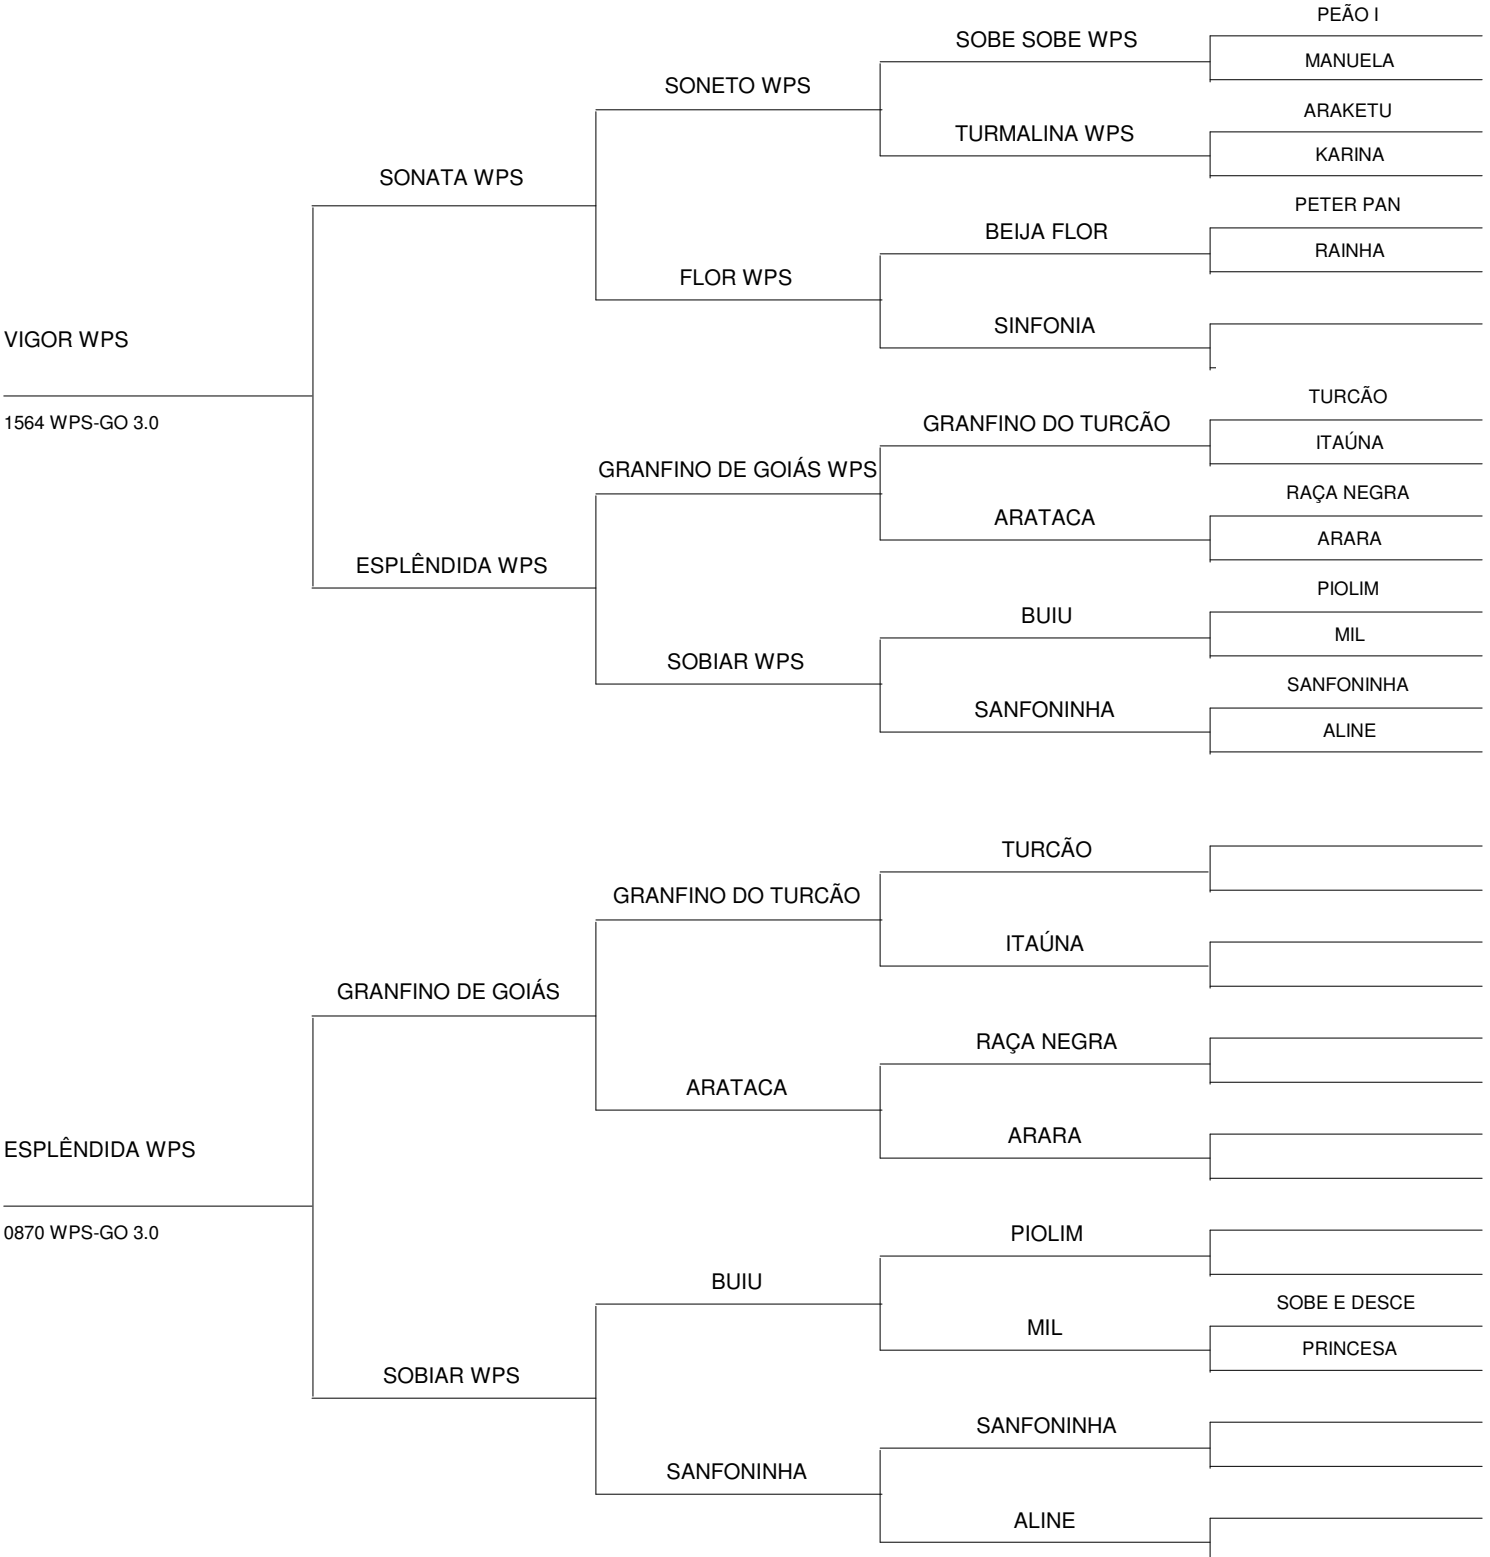 PEÃO I
SOBE SOBE WPS
MANUELA
SONETO WPS
ARAKETU
TURMALINA WPS
KARINA
SONATA WPS
PETER PAN
BEIJA FLOR
RAINHA
FLOR WPS
SINFONIA
VIGOR WPS
1564 WPS-GO 3.0
TURCÃO
GRANFINO DO TURCÃO
ITAÚNA
GRANFINO DE GOIÁS WPS
RAÇA NEGRA
ARATACA
ARARA
ESPLÊNDIDA WPS
PIOLIM
BUIU
MIL
SOBIAR WPS
SANFONINHA
SANFONINHA
ALINE
TURCÃO
GRANFINO DO TURCÃO
ITAÚNA
GRANFINO DE GOIÁS
RAÇA NEGRA
ARATACA
ARARA
ESPLÊNDIDA WPS
0870 WPS-GO 3.0
PIOLIM
BUIU
SOBE E DESCE
MIL
PRINCESA
SOBIAR WPS
SANFONINHA
SANFONINHA
ALINE